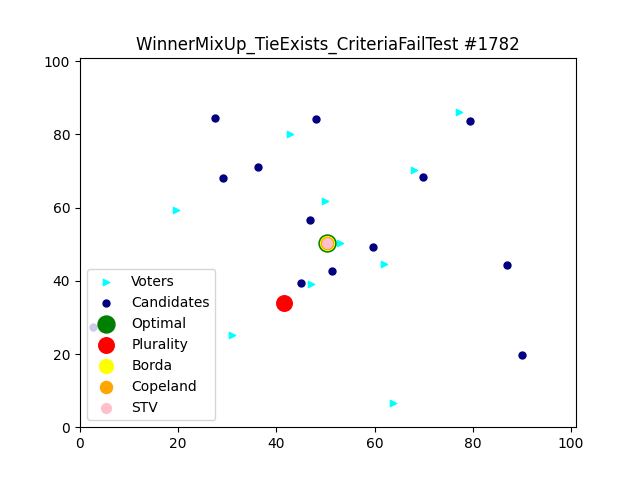 WinnerMixUp_TieExists_CriteriaFailTest #1782
100
80
60
40
20
0
Voters
Candidates
Optimal
Plurality
Borda
Copeland
STV
0 20 40 60 80 100